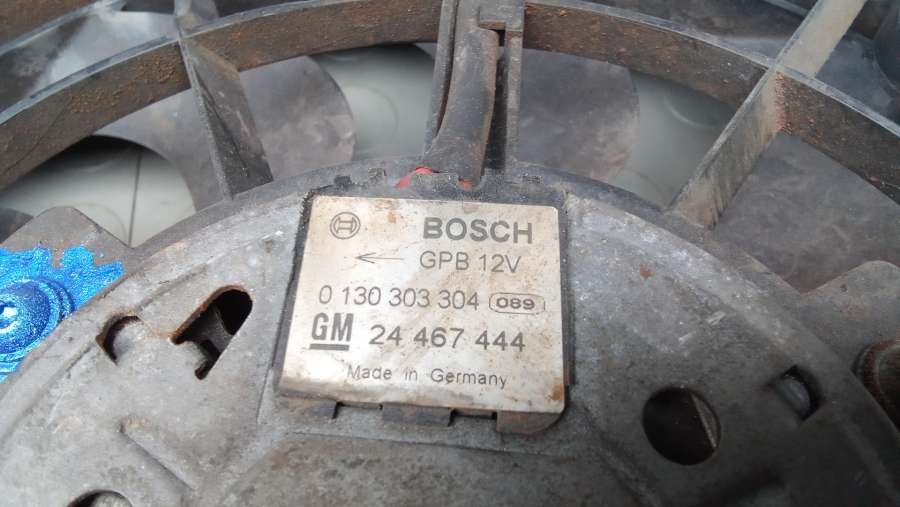 BOSCH
← GPB 12V
0 130 303 304 089
GM 24 467 444
Made in Germany